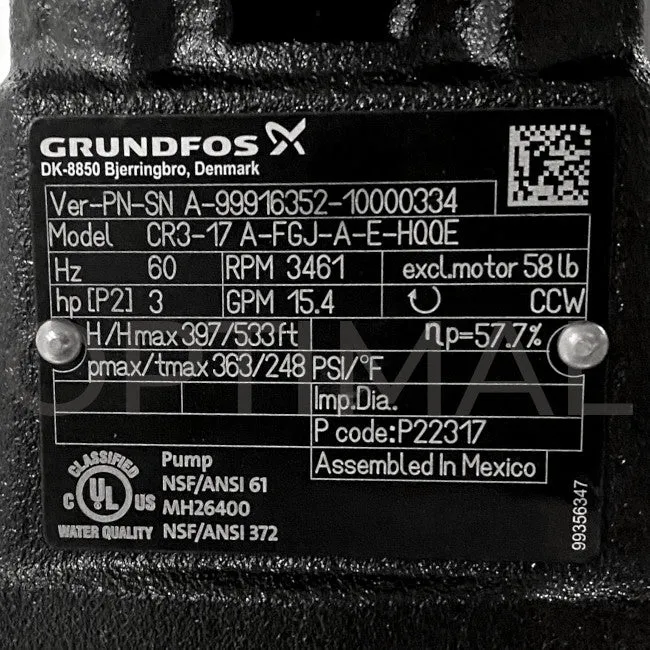 GRUNDFOS
DK-8850 Bjerringbro, Denmark
Ver-PN-SN A-99916352-10000334
Model CR3-17 A-FGJ-A-E-HQQE
Hz 60 RPM 3461 excl.motor 58 lb
hp [P2] 3 GPM 15.4 CCW
H/Hmax 397/533 ft ηp=57.7%
pmax/tmax 363/248 PSI/°F
OPTIMAL
Imp.Dia.
P code:P22317
Assembled In Mexico
CLASSIFIED
C UL US
WATER QUALITY
Pump
NSF/ANSI 61
MH26400
NSF/ANSI 372
99356347